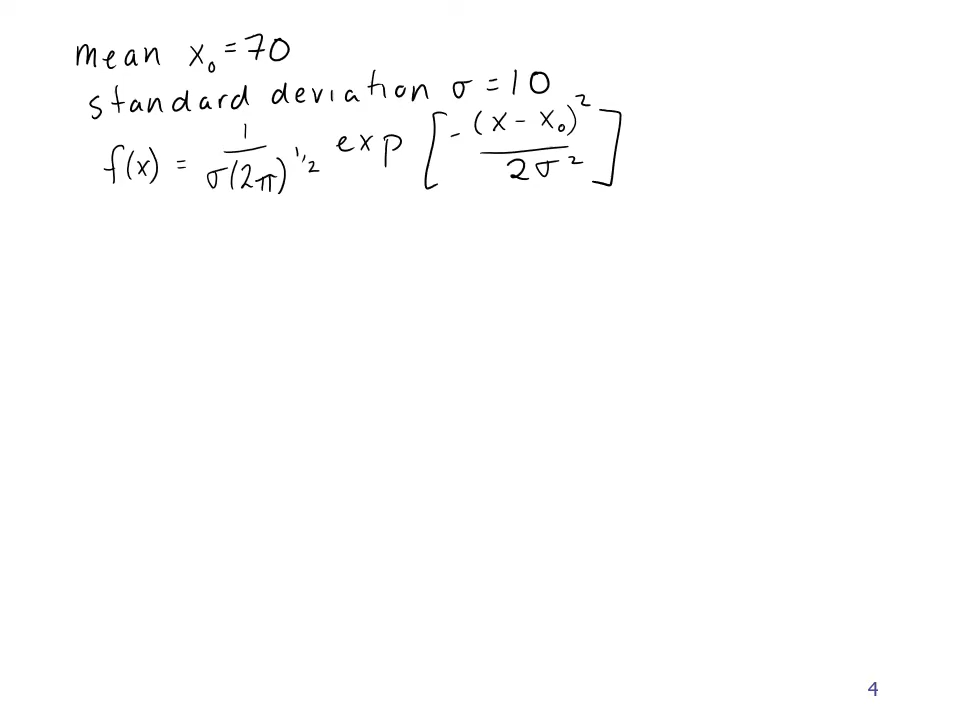 mean x₀ = 70
standard deviation σ = 10
f(x) = 1/(σ(2π)^1/2) exp [-(x - x₀)²/(2σ²)]
4